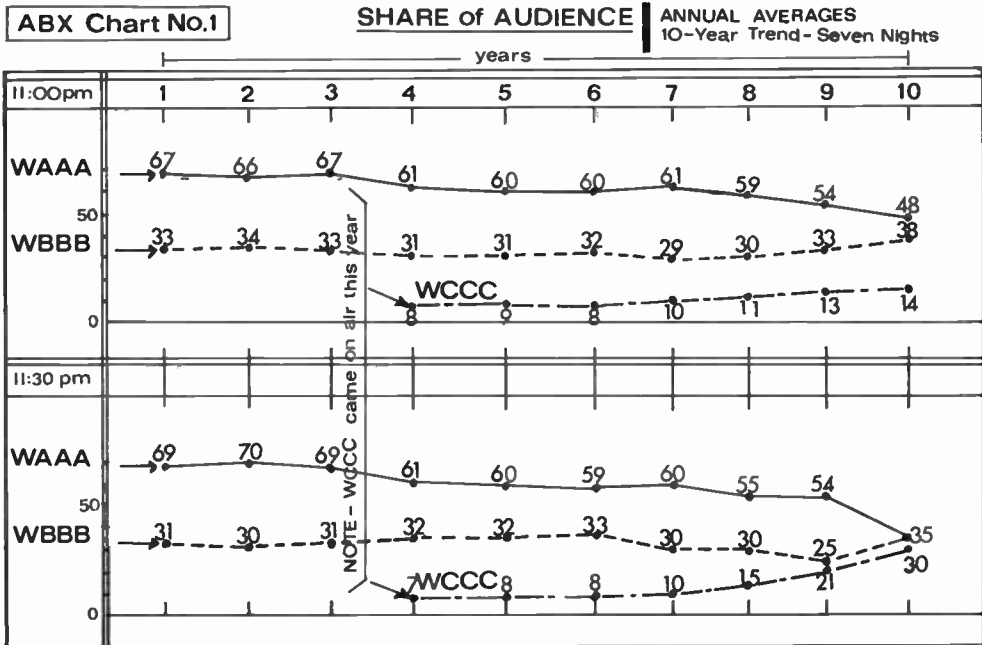 ABX Chart No.1
SHARE of AUDIENCE
ANNUAL AVERAGES
10-Year Trend - Seven Nights
years
11:00pm 1 2 3 4 5 6 7 8 9 10
WAAA 67 66 67 61 60 60 61 59 54 48
50
WBBB 33 34 33 31 31 32 29 30 33 38
WCCC
8 9 8 10 11 13 14
0
NOTE - WCCC came on air this year
11:30 pm
WAAA 69 70 69 61 60 59 60 55 54
50
WBBB 31 30 31 32 32 33 30 30 25 35
WCCC
7 8 8 10 15 21 30
0